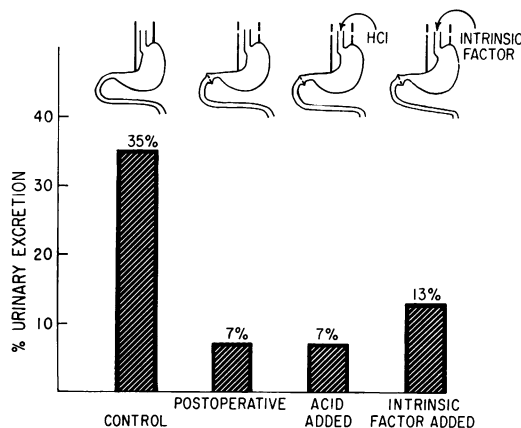 HCl
INTRINSIC
FACTOR
% URINARY EXCRETION
40
30
20
10
35%
7%
7%
13%
CONTROL
POSTOPERATIVE
ACID
ADDED
INTRINSIC
FACTOR ADDED